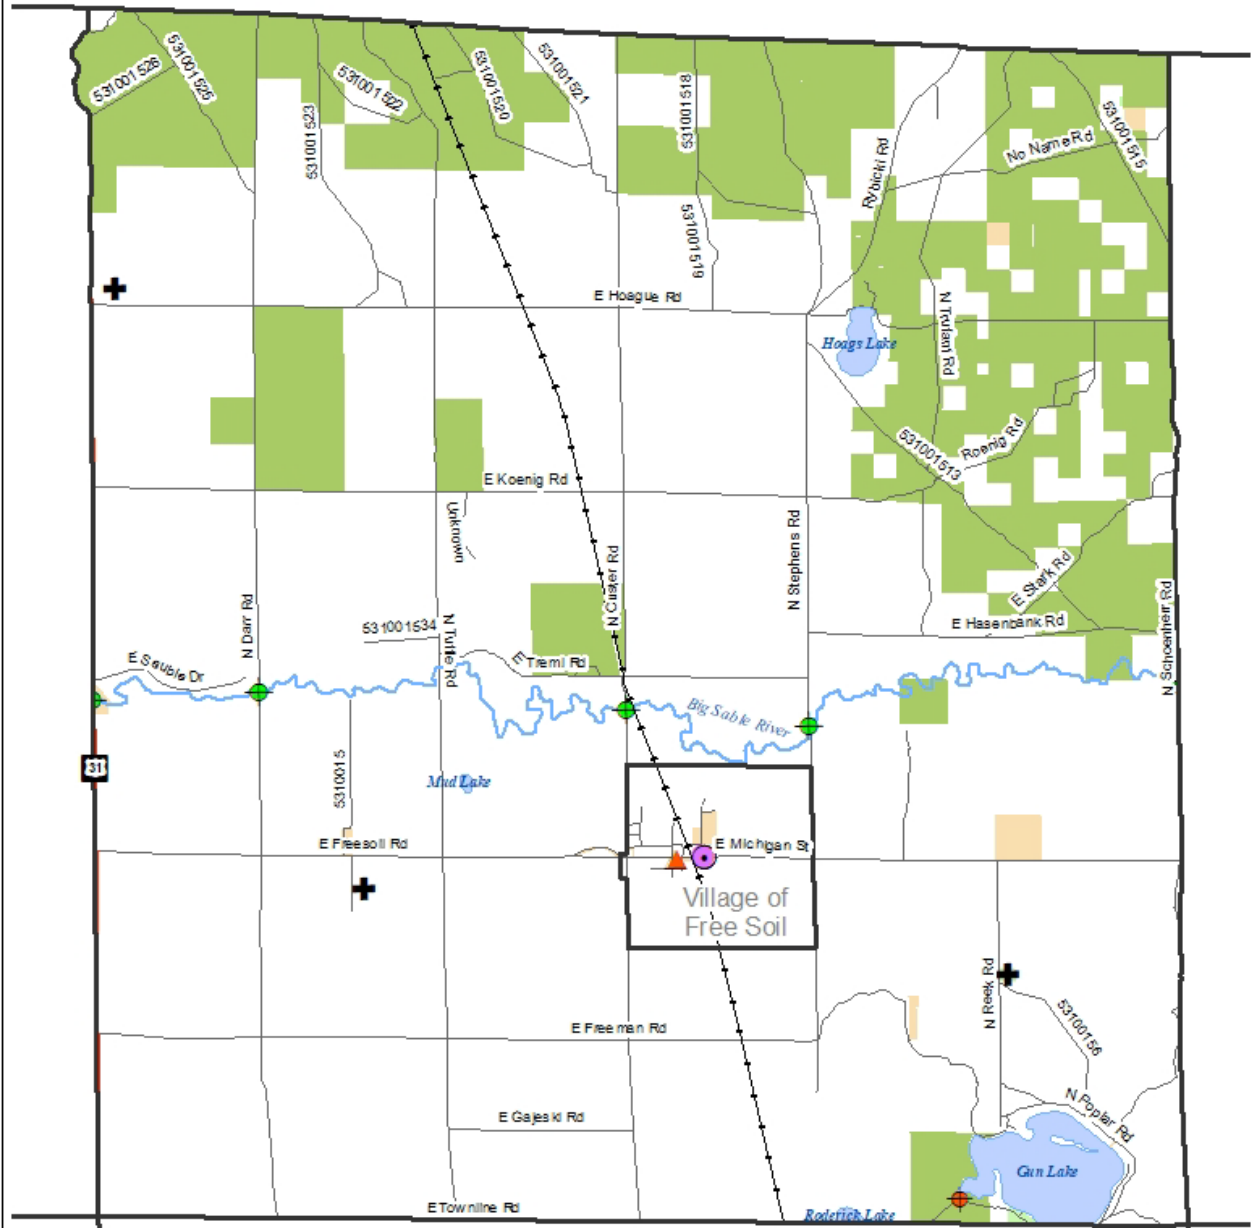 531001526
531001525
531001522
531001523
531001520
531001521
531001518
531001519
Rybicki Rd
No Name Rd
531001515
E Hoague Rd
Hoags Lake
N Trufant Rd
531001513
Roenig Rd
E Koenig Rd
Unknown
N Custer Rd
N Stephens Rd
E Stark Rd
E Hasenbank Rd
N Schoenherr Rd
N Darr Rd
531001534
N Tuttle Rd
E Treml Rd
E Sauble Dr
Big Sable River
31
5310015
Mud Lake
E Freesoil Rd
E Michigan St
Village of
Free Soil
N Reek Rd
53100156
E Freeman Rd
N Poplar Rd
E Gajeski Rd
Gun Lake
E Townline Rd
Roderick Lake